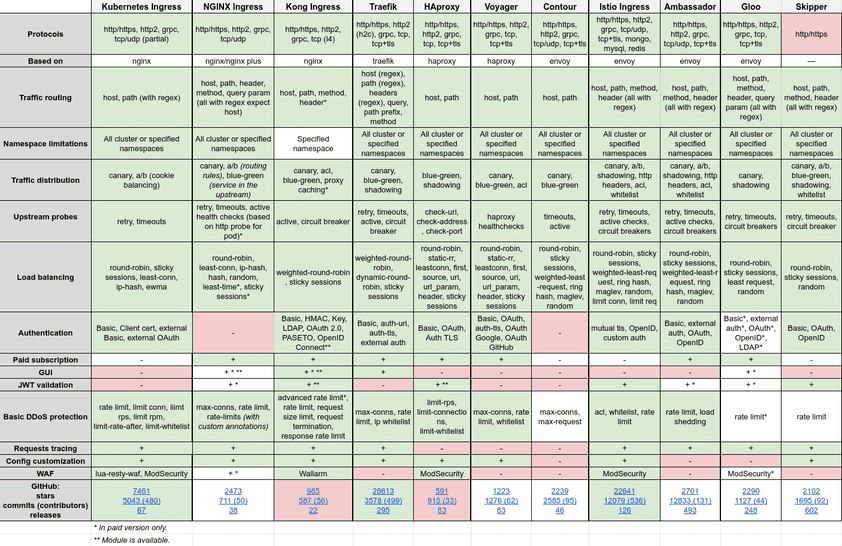 Kubernetes Ingress NGINX Ingress Kong Ingress Traefik HAproxy Voyager Contour Istio Ingress Ambassador Gloo Skipper
Protocols
http/https, http2, grpc,
tcp/udp (partial)
http/https, http2, grpc,
tcp/udp
http/https, http2,
grpc, tcp (l4)
http/https, http2
(h2c), grpc, tcp,
tcp+tls
http/https,
http2, grpc,
tcp, tcp+tls
http/https,
http2, grpc, tcp,
tcp+tls
http/https,
http2, grpc,
tcp/udp, tcp+tls
http/https, http2,
grpc, tcp/udp,
tcp+tls, mongo,
mysql, redis
http/https, http2,
grpc,
tcp/udp, tcp+tls
http/https,
http2, grpc,
tcp, tcp+tls
http/https
Based on nginx nginx/nginx plus nginx traefik haproxy haproxy envoy envoy envoy envoy —
Traffic routing
host, path (with regex)
host, path, header,
method, query param
(all with regex expect
host)
host, path, method,
header*
host (regex),
path (regex),
headers
(regex), query,
path prefix,
method
host, path
host, path
host, path
host, path, method,
header (all with
regex)
host, path,
method, header
(all with regex)
host, path,
method,
header, query
param (all with
regex)
host, path,
method, header
(all with regex)
Namespace limitations
All cluster or specified
namespaces
All cluster or specified
namespaces
Specified
namespace
All cluster or
specified
namespaces
All cluster or
specified
namespaces
All cluster or
specified
namespaces
All cluster or
specified
namespaces
All cluster or
specified
namespaces
All cluster or
specified
namespaces
All cluster or
specified
namespaces
All cluster or
specified
namespaces
Traffic distribution
canary, a/b (cookie
balancing)
canary, a/b (routing
rules), blue-green
(service in the
upstream)
canary, acl,
blue-green, proxy
caching*
canary,
blue-green,
shadowing
blue-green,
shadowing
canary,
blue-green, acl
canary,
blue-green
canary, a/b,
shadowing, http
headers, acl,
whitelist
canary, a/b,
shadowing, http
headers, acl,
whitelist
canary,
shadowing
canary, a/b,
blue-green,
shadowing,
whitelist
Upstream probes
retry, timeouts
retry, timeouts, active
health checks (based
on http probe for
pod)*
active, circuit breaker
retry, timeouts,
active, circuit
breaker
check-uri,
check-address
, check-port
haproxy
healthchecks
timeouts,
active
retry, timeouts,
active checks,
circuit breakers
retry, timeouts,
active checks,
circuit breakers
retry, timeouts,
circuit breakers
retry, timeouts,
circuit breakers
Load balancing
round-robin, sticky
sessions, least-conn,
ip-hash, ewma
round-robin,
least-conn, ip-hash,
hash, random,
least-time*, sticky
sessions*
weighted-round-robin
, sticky sessions
weighted-round-
robin,
dynamic-round-
robin, sticky
sessions
round-robin,
static-rr,
leastconn, first,
source, uri,
url_param,
header, sticky
sessions
round-robin,
static-rr,
leastconn, first,
source, uri,
url_param,
header, sticky
sessions
round-robin,
sticky
sessions,
weighted-least
-request, ring
hash, maglev,
random
round-robin, sticky
sessions,
weighted-least-req
uest, ring hash,
maglev, random,
limit conn, limit req
round-robin,
sticky sessions,
weighted-least-r
equest, ring
hash, maglev,
random
round-robin,
sticky sessions,
least request,
random
round-robin,
sticky sessions,
random
Authentication
Basic, Client cert, external
Basic, external OAuth
-
Basic, HMAC, Key,
LDAP, OAuth 2.0,
PASETO, OpenID
Connect**
Basic, auth-url,
auth-tls,
external auth
Basic, OAuth,
Auth TLS
Basic, OAuth,
auth-tls, OAuth
Google, OAuth
GitHub
-
mutual tls, OpenID,
custom auth
Basic, external
auth, OAuth,
OpenID
Basic*, external
auth*, OAuth*,
OpenID*,
LDAP*
Basic, OAuth,
OpenID
Paid subscription - + + + + + - - + + -
GUI - + * ** + * ** + - - - - - + * -
JWT validation - + * + ** - + ** - - + + * + * +
Basic DDoS protection
rate limit, limit conn, liimt
rps, limit rpm,
limit-rate-after, limit-whitelist
max-conns, rate limit,
rate-limits (with
custom annotations)
advanced rate limit*,
rate limit, request
size limit, request
termination,
response rate limit
max-conns, rate
limit, ip whitelist
limit-rps,
limit-connectio
ns,
limit-whitelist
max-conns, rate
limit, whitelist
max-conns,
max-request
acl, whitelist, rate
limit
rate limit, load
shedding
rate limit*
rate limit
Requests tracing + + + + + - - + + + +
Config customization + + + + + + - + - - +
WAF lua-resty-waf, ModSecurity + * Wallarm - ModSecurity - - ModSecurity - ModSecurity* -
GitHub:
stars
commits (contributors)
releases
7461
5043 (480)
67
2473
711 (50)
38
985
587 (56)
22
28613
3578 (499)
295
591
915 (33)
83
1223
1276 (62)
83
2239
2585 (95)
46
22641
12079 (536)
126
2701
12833 (131)
493
2290
1127 (44)
248
2102
1695 (92)
602
* In paid version only.
** Module is available.